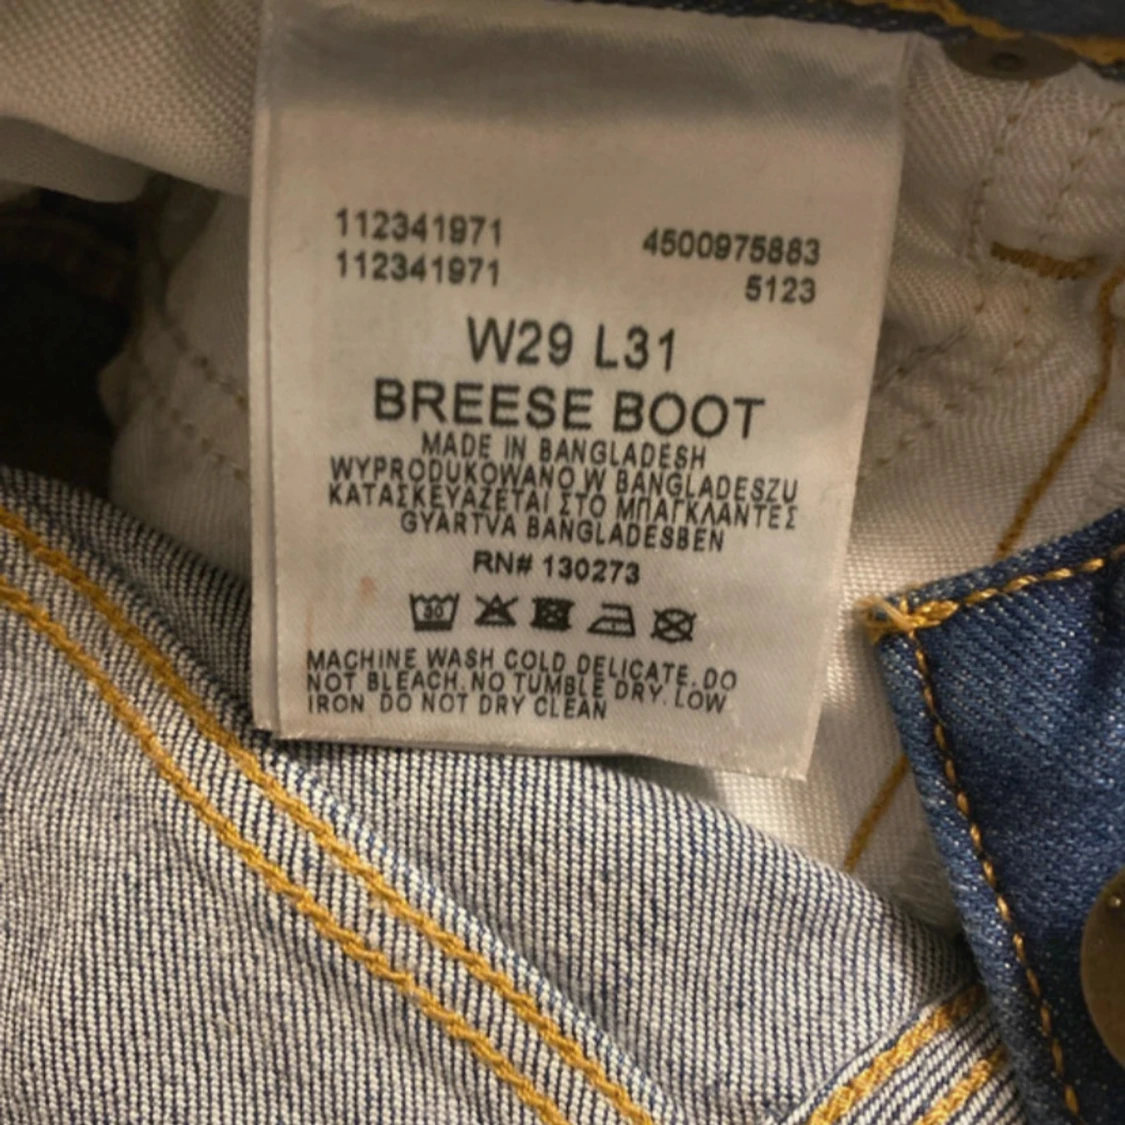 112341971 4500975883
112341971 5123
W29 L31
BREESE BOOT
MADE IN BANGLADESH
WYPRODUKOWANO W BANGLADESZU
ΚΑΤΑΣΚΕΥΑΖΕΤΑΙ ΣΤΟ ΜΠΑΓΚΛΑΝΤΕΣ
GYARTVA BANGLADESBEN
RN# 130273
30
MACHINE WASH COLD DELICATE. DO
NOT BLEACH. NO TUMBLE DRY. LOW
IRON DO NOT DRY CLEAN